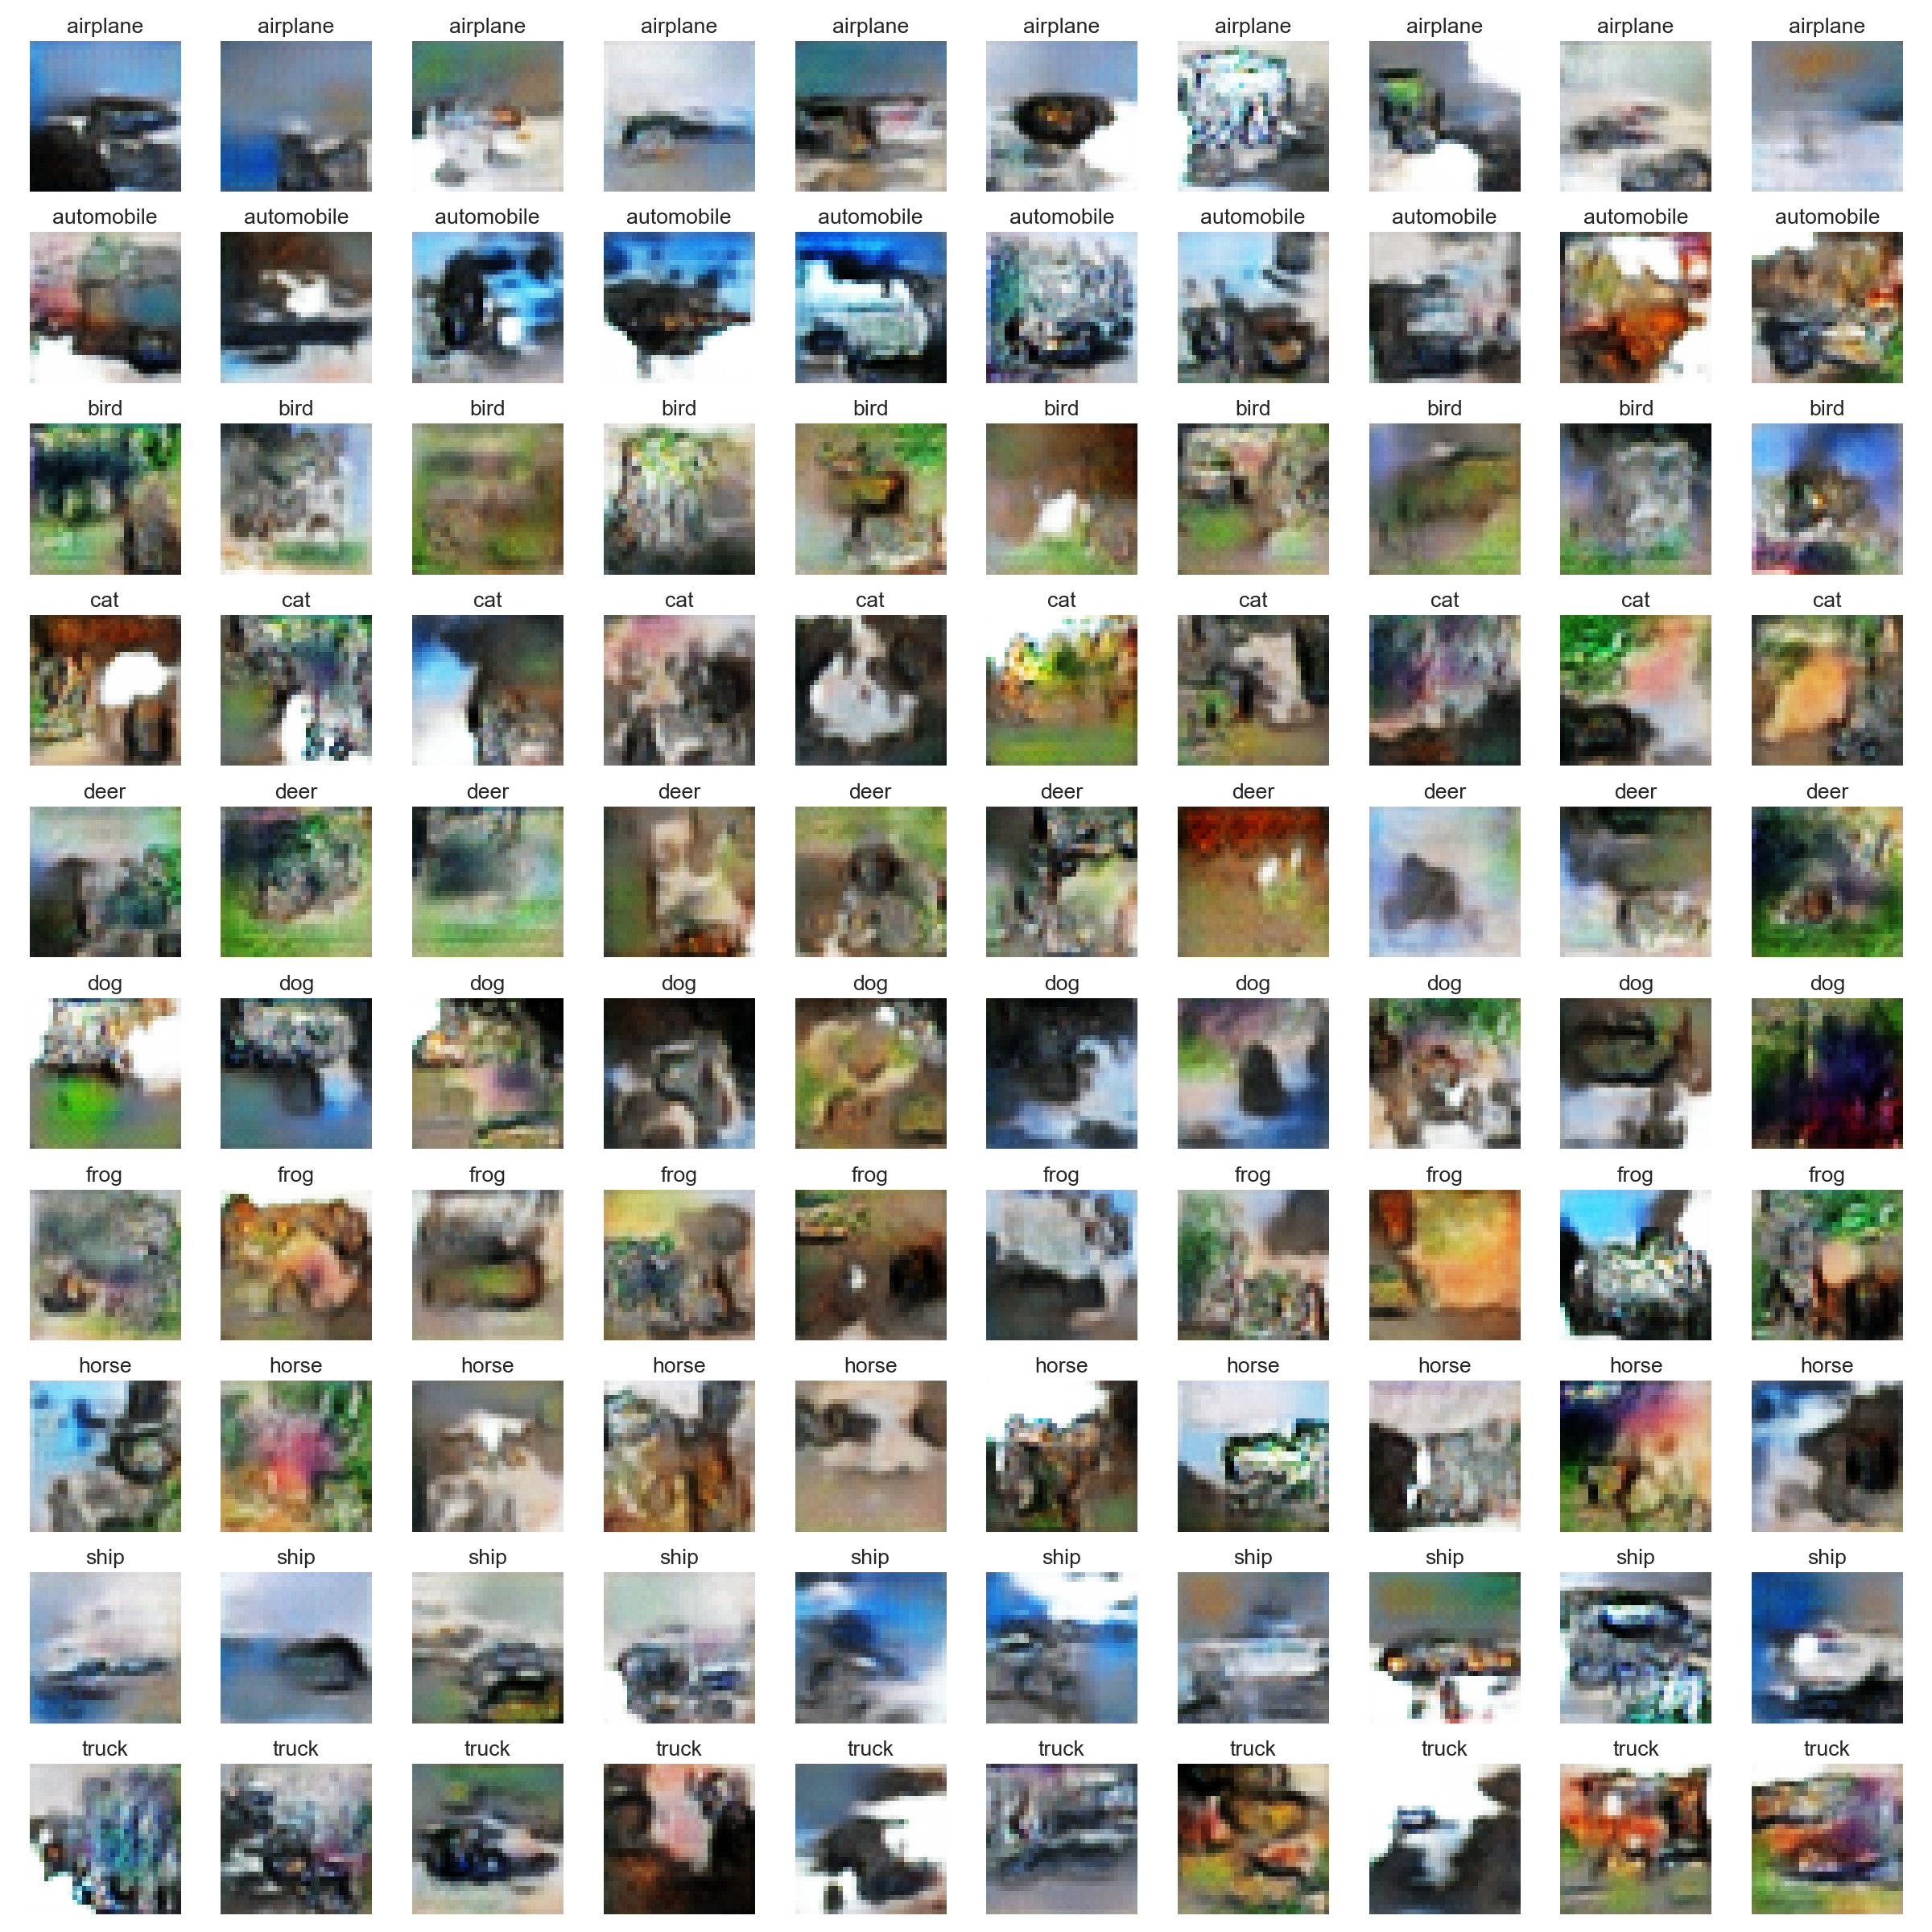 airplane airplane airplane airplane airplane airplane airplane airplane airplane airplane
automobile automobile automobile automobile automobile automobile automobile automobile automobile automobile
bird bird bird bird bird bird bird bird bird bird
cat cat cat cat cat cat cat cat cat cat
deer deer deer deer deer deer deer deer deer deer
dog dog dog dog dog dog dog dog dog dog
frog frog frog frog frog frog frog frog frog frog
horse horse horse horse horse horse horse horse horse horse
ship ship ship ship ship ship ship ship ship ship
truck truck truck truck truck truck truck truck truck truck